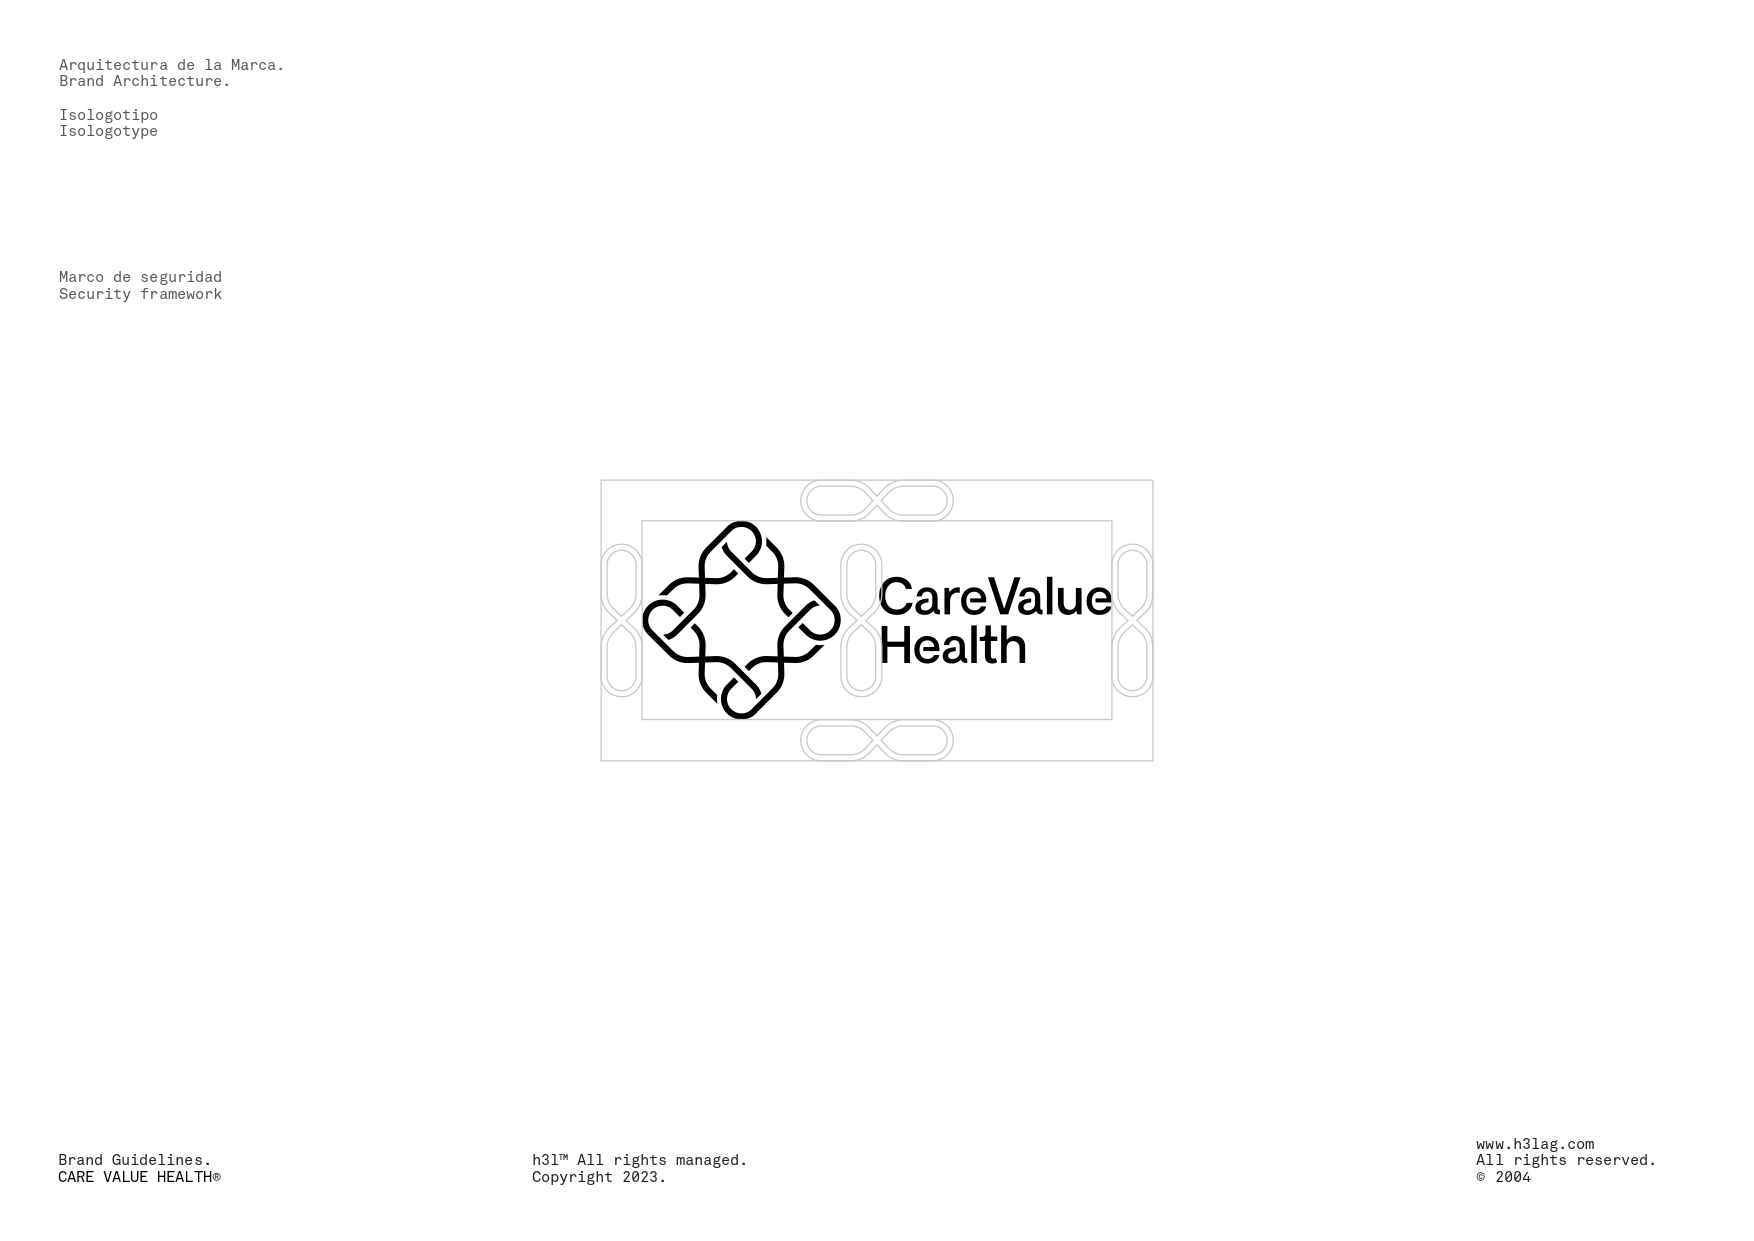 Arquitectura de la Marca.
Brand Architecture.
Isologotipo
Isologotype
Marco de seguridad
Security framework
CareValue
Health
Brand Guidelines.
CARE VALUE HEALTH®
h3l™ All rights managed.
Copyright 2023.
www.h3lag.com
All rights reserved.
© 2004